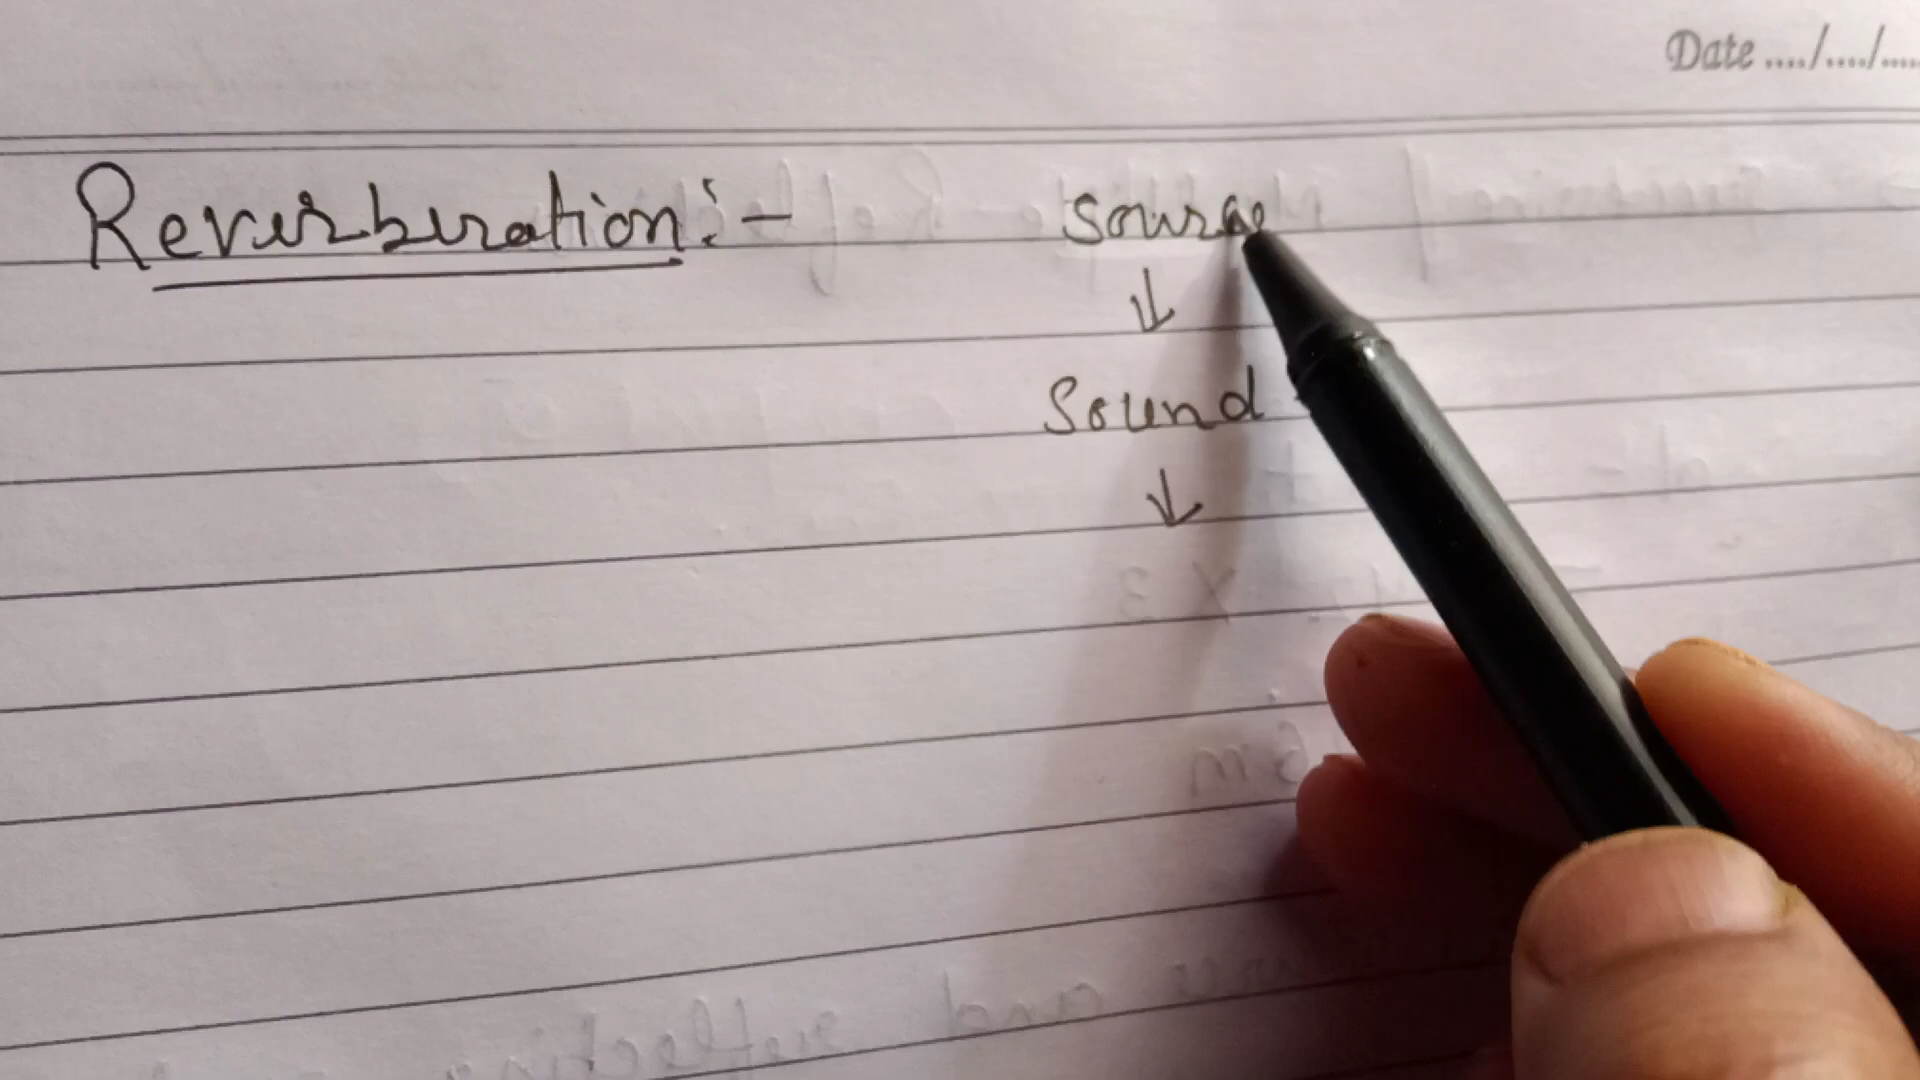 Date ..../..../....
Reverberation :- Source
↓
Sound
↓